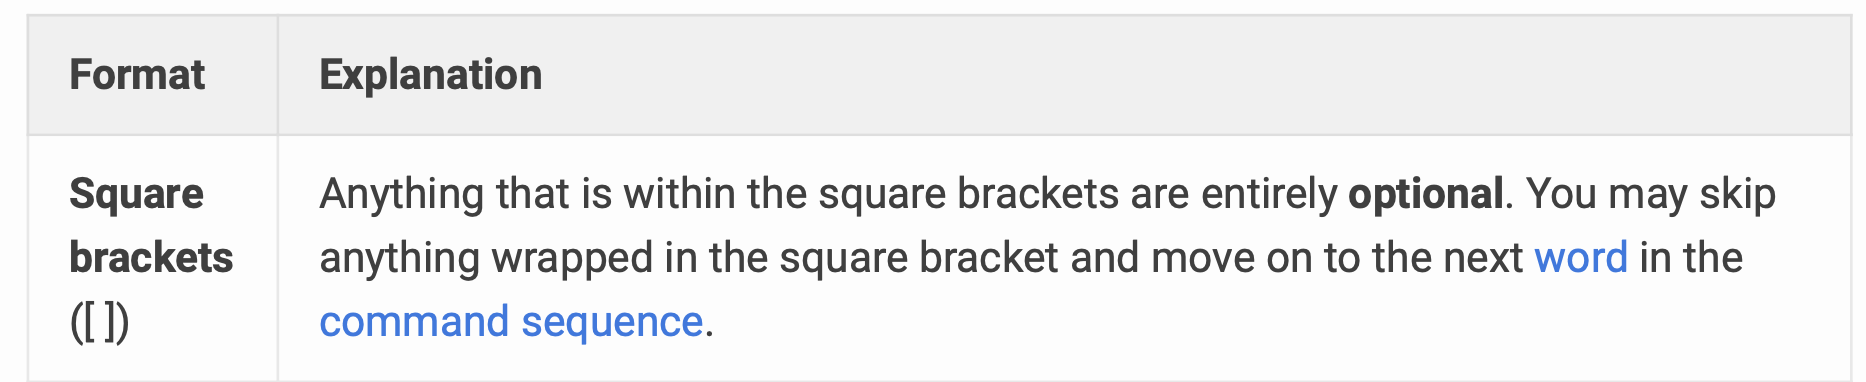 Format Explanation
Square brackets ([ ])
Anything that is within the square brackets are entirely optional. You may skip
anything wrapped in the square bracket and move on to the next word in the
command sequence.